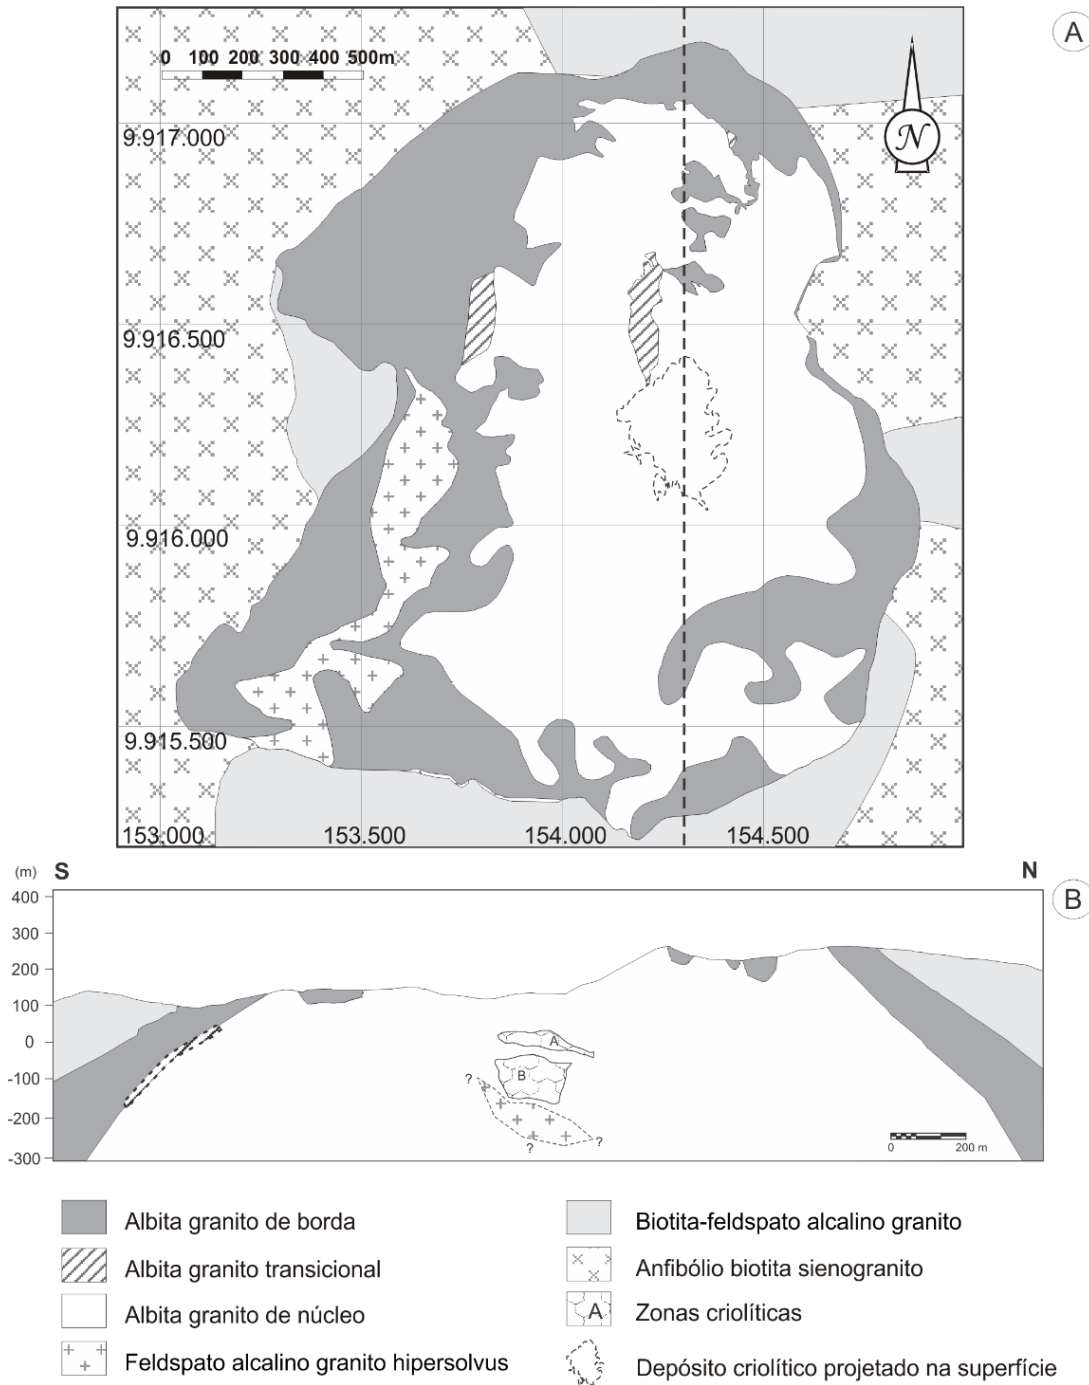 A
0 100 200 300 400 500m
N
9.917.000
9.916.500
9.916.000
9.915.500
153.000 153.500 154.000 154.500
(m) S N
B
400
300
200
100
0
-100
-200
-300
A
B
?
?
?
0 200 m
Albita granito de borda
Albita granito transicional
Albita granito de núcleo
Feldspato alcalino granito hipersolvus
Biotita-feldspato alcalino granito
Anfibólio biotita sienogranito
A Zonas criolíticas
Depósito criolítico projetado na superfície